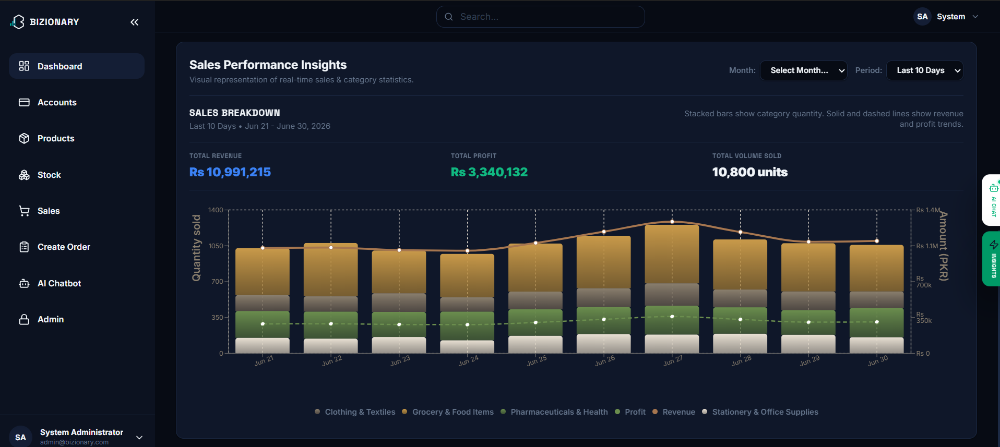 BIZIONARY
Search...
SA System
Dashboard
Accounts
Products
Stock
Sales
Create Order
AI Chatbot
Admin
SA
System Administrator
admin@bizionary.com
Sales Performance Insights
Visual representation of real-time sales & category statistics.
Month: Select Month... Period: Last 10 Days
SALES BREAKDOWN
Last 10 Days • Jun 21 - June 30, 2026
Stacked bars show category quantity. Solid and dashed lines show revenue
and profit trends.
TOTAL REVENUE
Rs 10,991,215
TOTAL PROFIT
Rs 3,340,132
TOTAL VOLUME SOLD
10,800 units
Quantity sold
1400
1050
700
350
0
Rs 1.4M
Rs 1.1M
Rs
700k
Rs
350k
Rs 0
Amount (PKR)
Jun 21 Jun 22 Jun 23 Jun 24 Jun 25 Jun 26 Jun 27 Jun 28 Jun 29 Jun 30
Clothing & Textiles Grocery & Food Items Pharmaceuticals & Health Profit Revenue Stationery & Office Supplies
AI CHAT
INSIGHTS